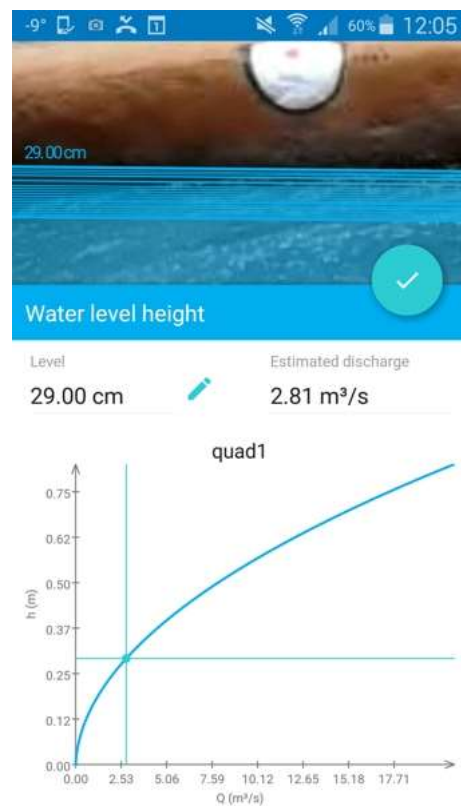 -9° 1 60% 12:05
29.00 cm
Water level height
Level Estimated discharge
29.00 cm 2.81 m³/s
quad1
0.75
0.62
0.50
0.37
0.25
0.12
0.00
h (m)
0.00 2.53 5.06 7.59 10.12 12.65 15.18 17.71
Q (m³/s)